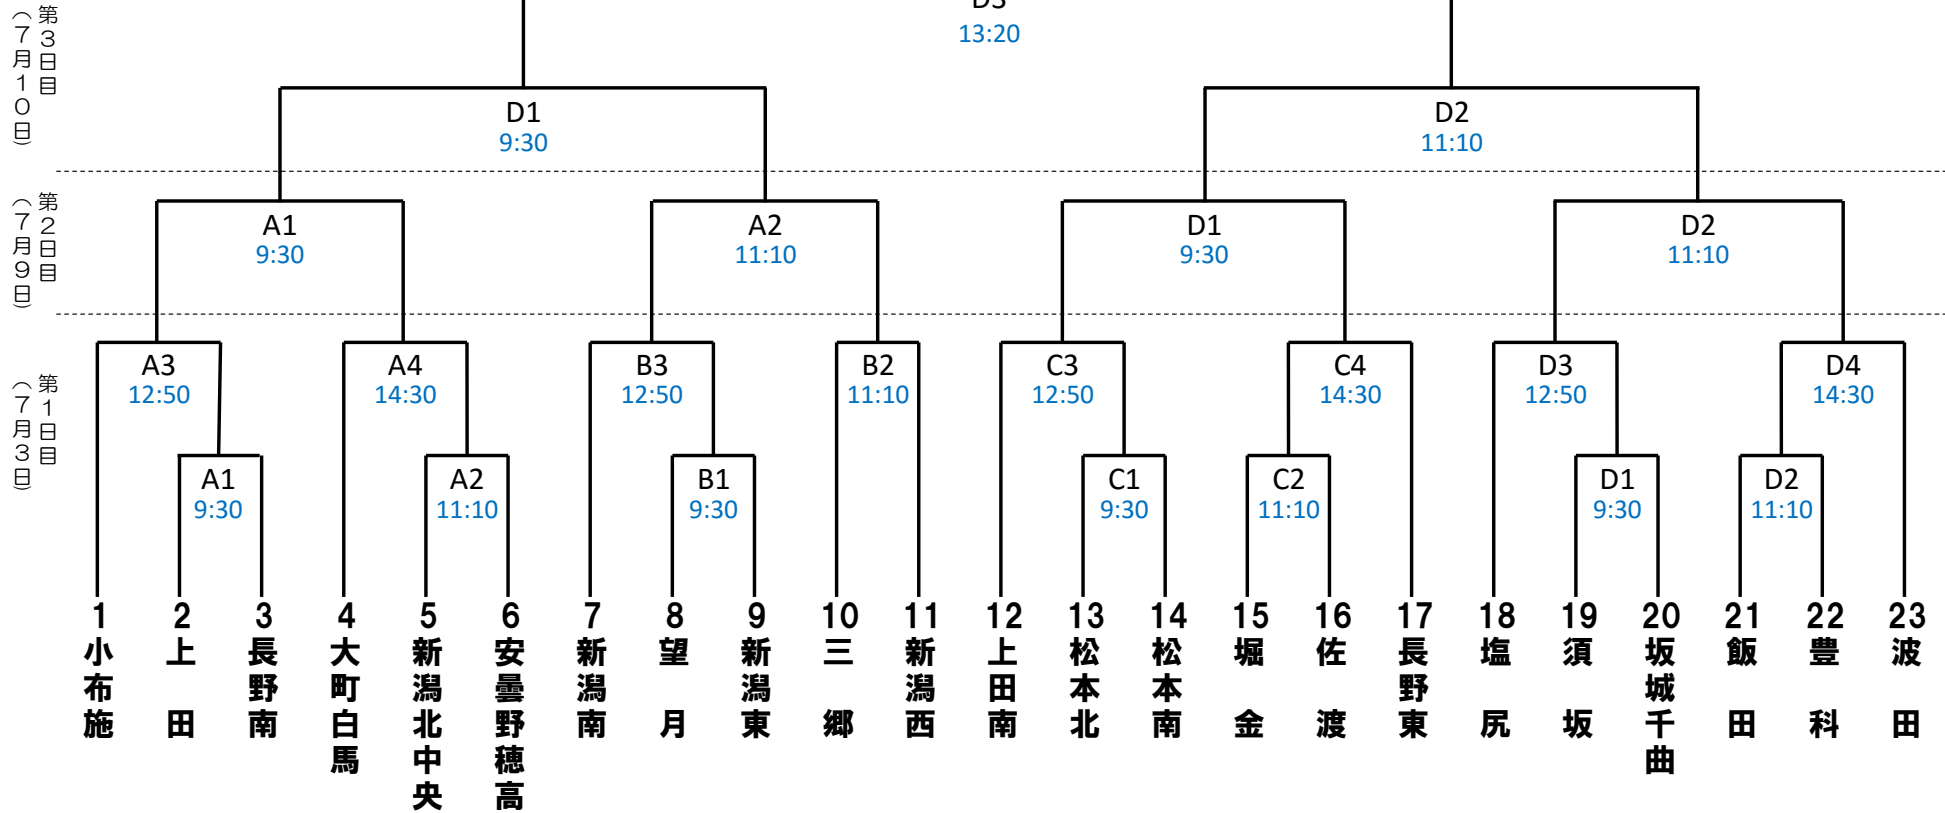 第3日目
（7月10日）
D3
13:20
D1
9:30
D2
11:10
第2日目
（7月9日）
A1
9:30
A2
11:10
D1
9:30
D2
11:10
第1日目
（7月3日）
A3
12:50
A4
14:30
B3
12:50
B2
11:10
C3
12:50
C4
14:30
D3
12:50
D4
14:30
A1
9:30
A2
11:10
B1
9:30
C1
9:30
C2
11:10
D1
9:30
D2
11:10
1
小布施
2
上田
3
長野南
4
大町白馬
5
新潟北中央
6
安曇野穂高
7
新潟南
8
望月
9
新潟東
10
三郷
11
新潟西
12
上田南
13
松本北
14
松本南
15
堀金
16
佐渡
17
長野東
18
塩尻
19
須坂
20
坂城千曲
21
飯田
22
豊科
23
波田